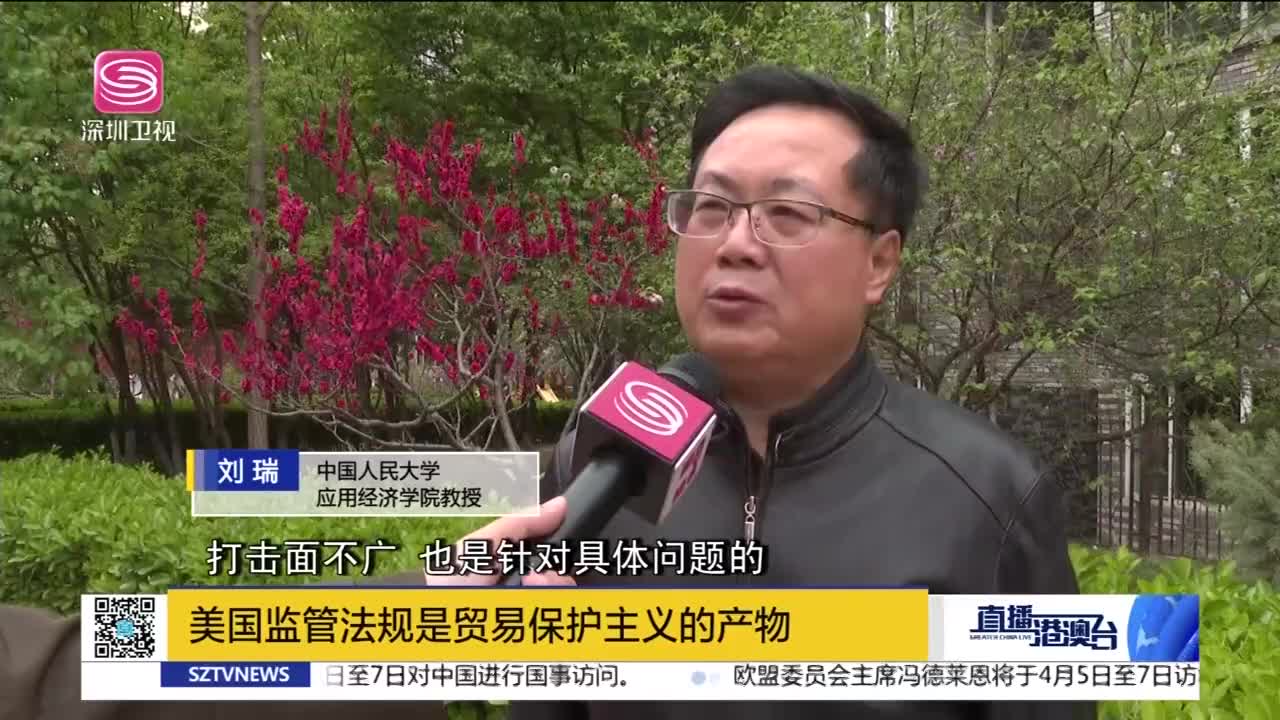 深圳卫视
刘瑞
中国人民大学
应用经济学院教授
打击面不广 也是针对具体问题的
美国监管法规是贸易保护主义的产物
直播港澳台
GREATER CHINA LIVE
SZTVNEWS
日至7日对中国进行国事访问。
欧盟委员会主席冯德莱恩将于4月5日至7日访